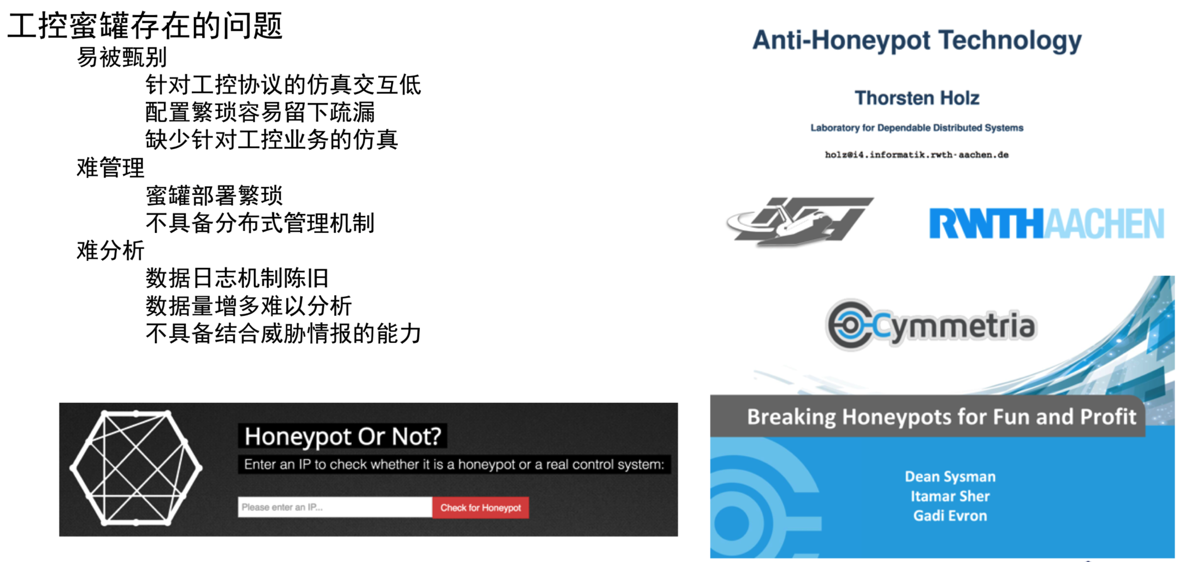 工控蜜罐存在的问题
易被甄别
针对工控协议的仿真交互低
配置繁琐容易留下疏漏
缺少针对工控业务的仿真
难管理
蜜罐部署繁琐
不具备分布式管理机制
难分析
数据日志机制陈旧
数据量增多难以分析
不具备结合威胁情报的能力
Honeypot Or Not?
Enter an IP to check whether it is a honeypot or a real control system:
Please enter an IP...
Check for Honeypot
Anti-Honeypot Technology
Thorsten Holz
Laboratory for Dependable Distributed Systems
holz@i4.informatik.rwth-aachen.de
RWTHAACHEN
Cymmetria
Breaking Honeypots for Fun and Profit
Dean Sysman
Itamar Sher
Gadi Evron